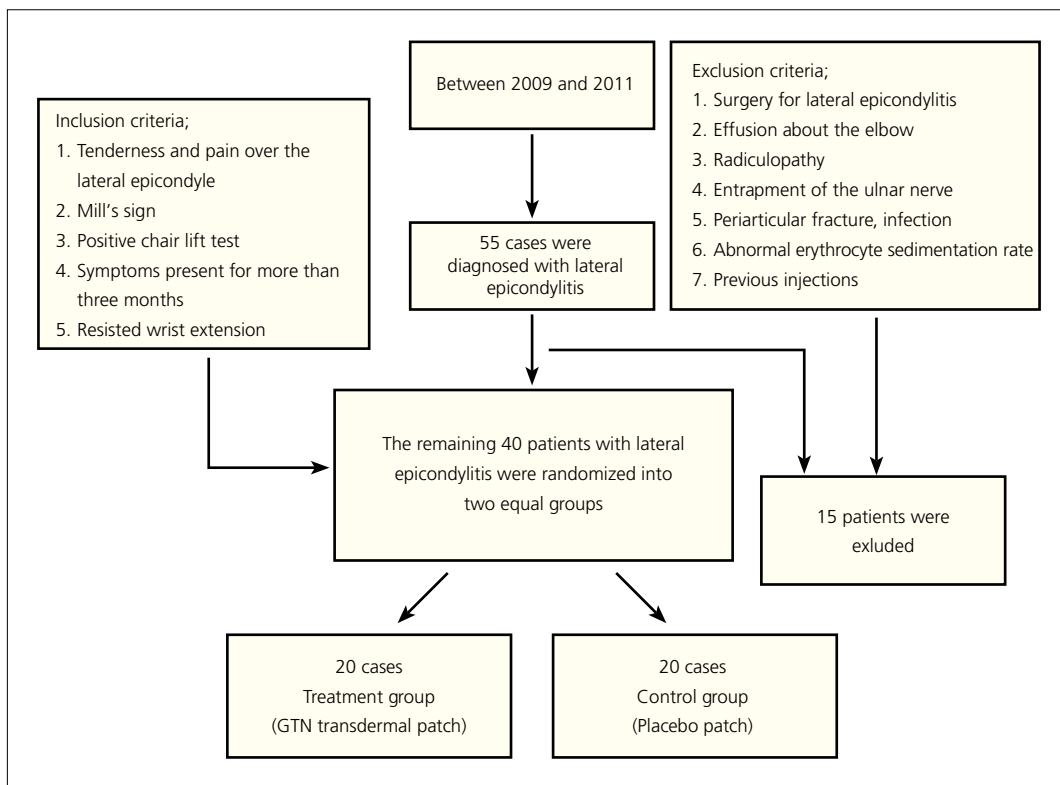 Between 2009 and 2011
Inclusion criteria;
1. Tenderness and pain over the
lateral epicondyle
2. Mill's sign
3. Positive chair lift test
4. Symptoms present for more than
three months
5. Resisted wrist extension
Exclusion criteria;
1. Surgery for lateral epicondylitis
2. Effusion about the elbow
3. Radiculopathy
4. Entrapment of the ulnar nerve
5. Periarticular fracture, infection
6. Abnormal erythrocyte sedimentation rate
7. Previous injections
55 cases were
diagnosed with lateral
epicondylitis
The remaining 40 patients with lateral
epicondylitis were randomized into
two equal groups
15 patients were
exluded
20 cases
Treatment group
(GTN transdermal patch)
20 cases
Control group
(Placebo patch)